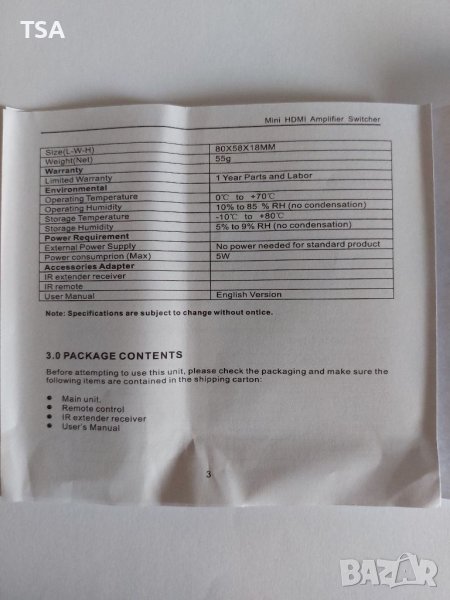 TSA
Mini HDMI Amplifier Switcher
Size(L-W-H) 80X58X18MM
Weight(Net) 55g
Warranty
Limited Warranty 1 Year Parts and Labor
Environmental
Operating Temperature 0℃ to +70℃
Operating Humidity 10% to 85 % RH (no condensation)
Storage Temperature -10℃ to +80℃
Storage Humidity 5% to 9% RH (no condensation)
Power Requirement
External Power Supply No power needed for standard product
Power consumprion (Max) 5W
Accessories Adapter
IR extender receiver
IR remote
User Manual English Version
Note: Specifications are subject to change without ontice.
3.0 PACKAGE CONTENTS
Before attempting to use this unit, please check the packaging and make sure the
following items are contained in the shipping carton:
● Main unit.
● Remote control
● IR extender receiver
● User's Manual
3
BAZAR